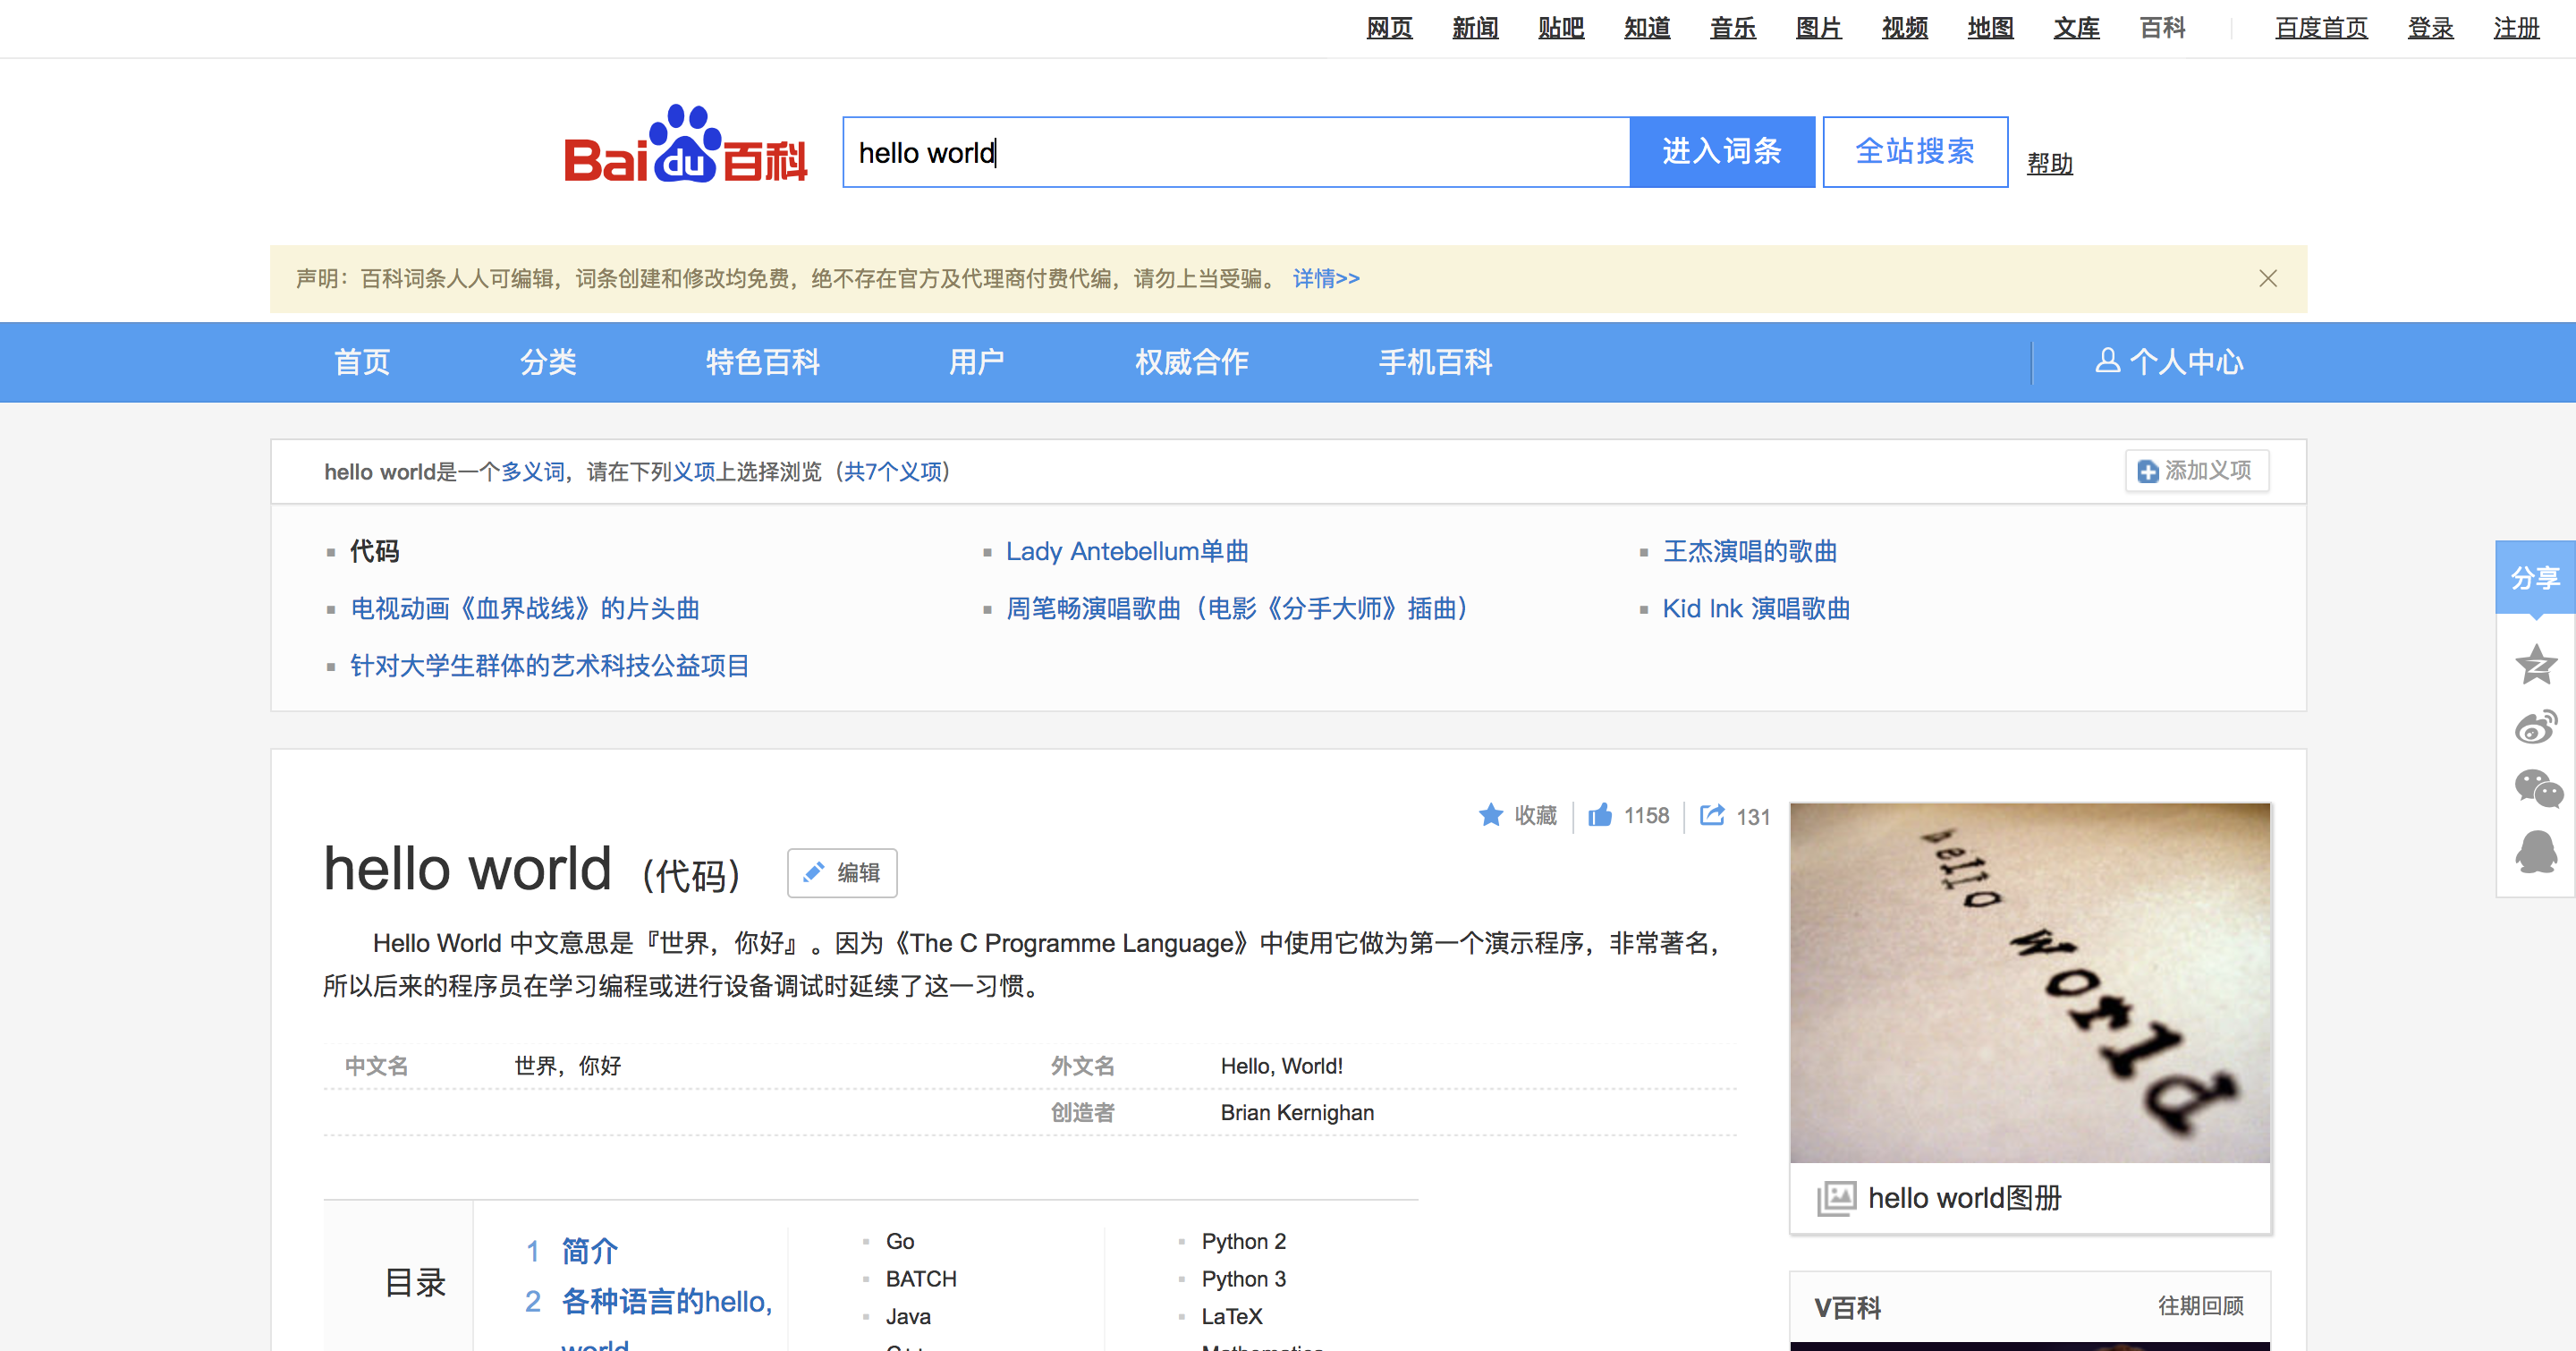 网页 新闻 贴吧 知道 音乐 图片 视频 地图 文库 百科 百度首页 登录 注册
Baidu百科 hello world 进入词条 全站搜索 帮助
声明：百科词条人人可编辑，词条创建和修改均免费，绝不存在官方及代理商付费代编，请勿上当受骗。 详情>>
首页 分类 特色百科 用户 权威合作 手机百科 个人中心
hello world是一个多义词，请在下列义项上选择浏览（共7个义项） 添加义项
代码 Lady Antebellum单曲 王杰演唱的歌曲
电视动画《血界战线》的片头曲 周笔畅演唱歌曲（电影《分手大师》插曲） Kid Ink 演唱歌曲
针对大学生群体的艺术科技公益项目
分享
收藏 1158 131
hello world （代码） 编辑
Hello World 中文意思是『世界，你好』。因为《The C Programme Language》中使用它做为第一个演示程序，非常著名，
所以后来的程序员在学习编程或进行设备调试时延续了这一习惯。
中文名 世界，你好 外文名 Hello, World!
创造者 Brian Kernighan
hello world
hello world图册
目录
1 简介
2 各种语言的hello,
world
Go
BATCH
Java
C++
Python 2
Python 3
LaTeX
Mathematica
V百科 往期回顾